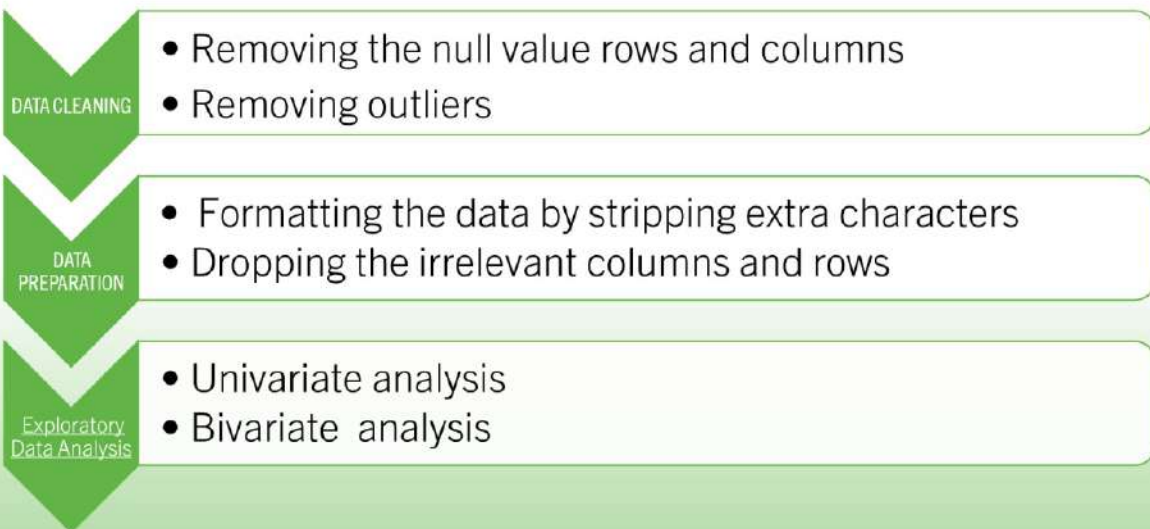 DATA CLEANING
• Removing the null value rows and columns
• Removing outliers
DATA
PREPARATION
• Formatting the data by stripping extra characters
• Dropping the irrelevant columns and rows
Exploratory
Data Analysis
• Univariate analysis
• Bivariate analysis